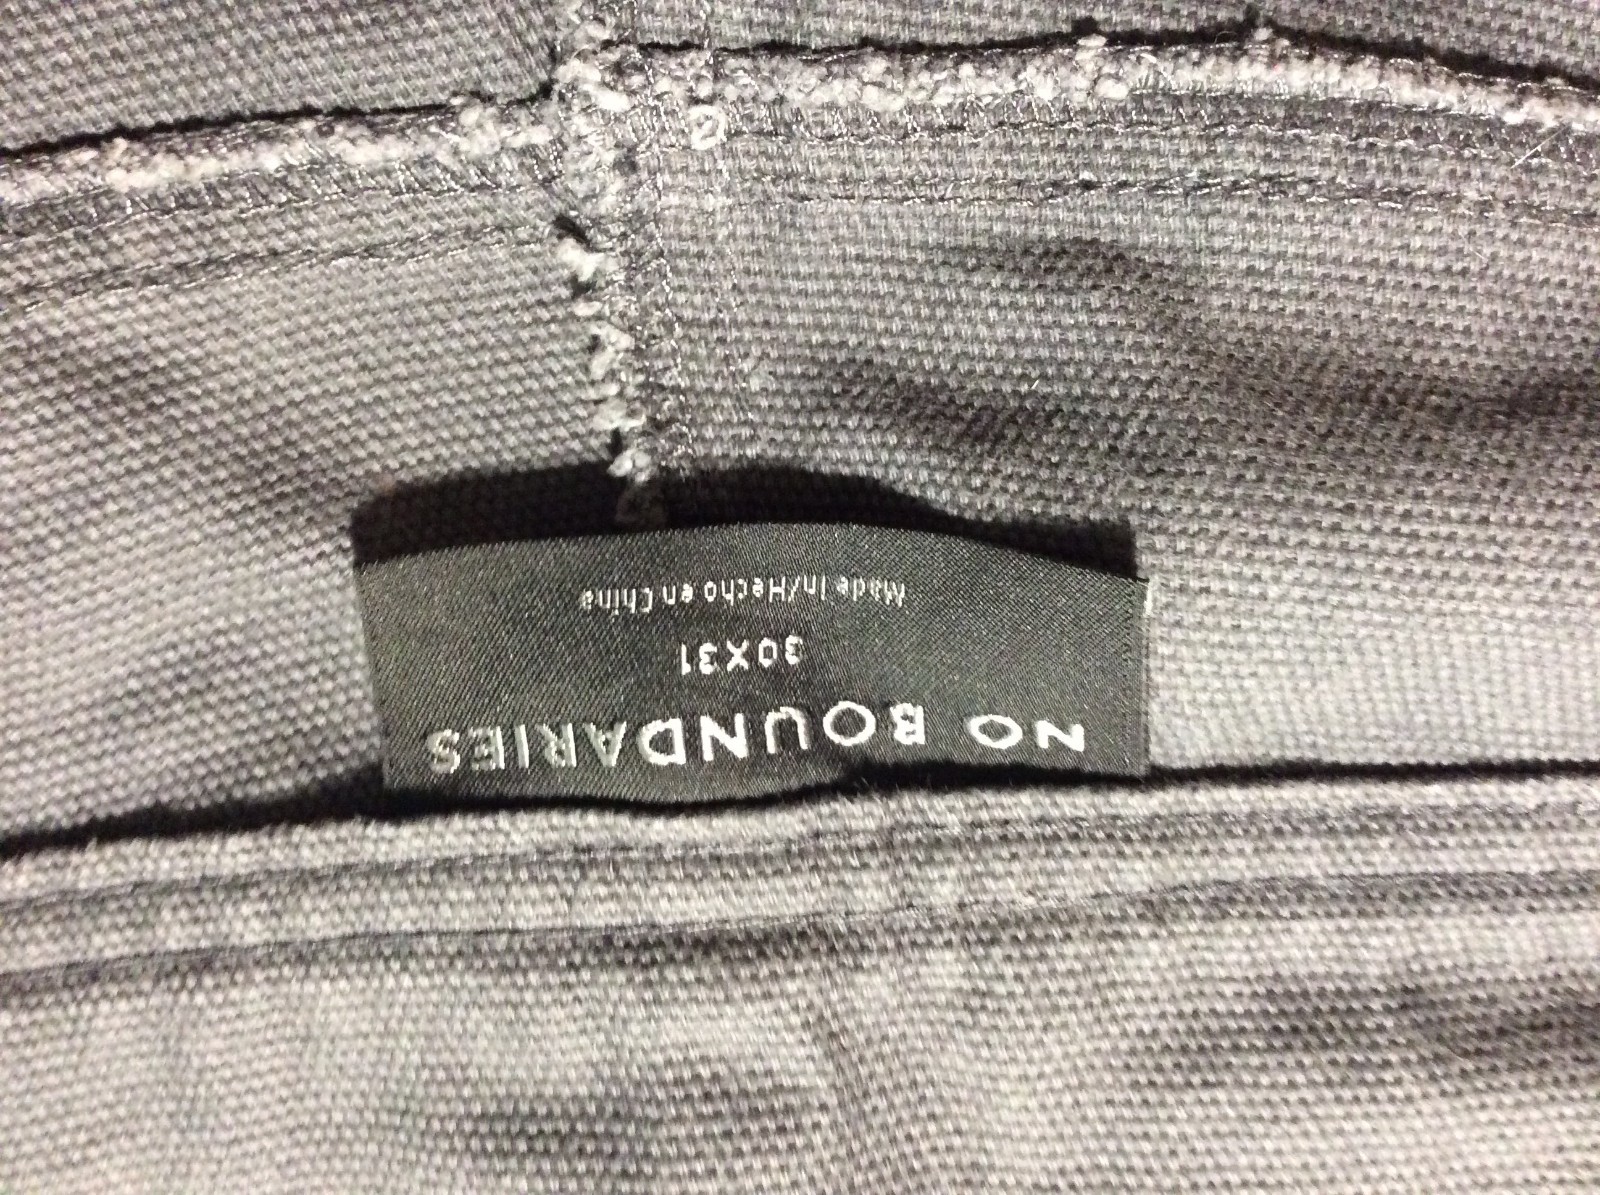 NO BOUNDARIES
30X31
Made In/Hecho en China